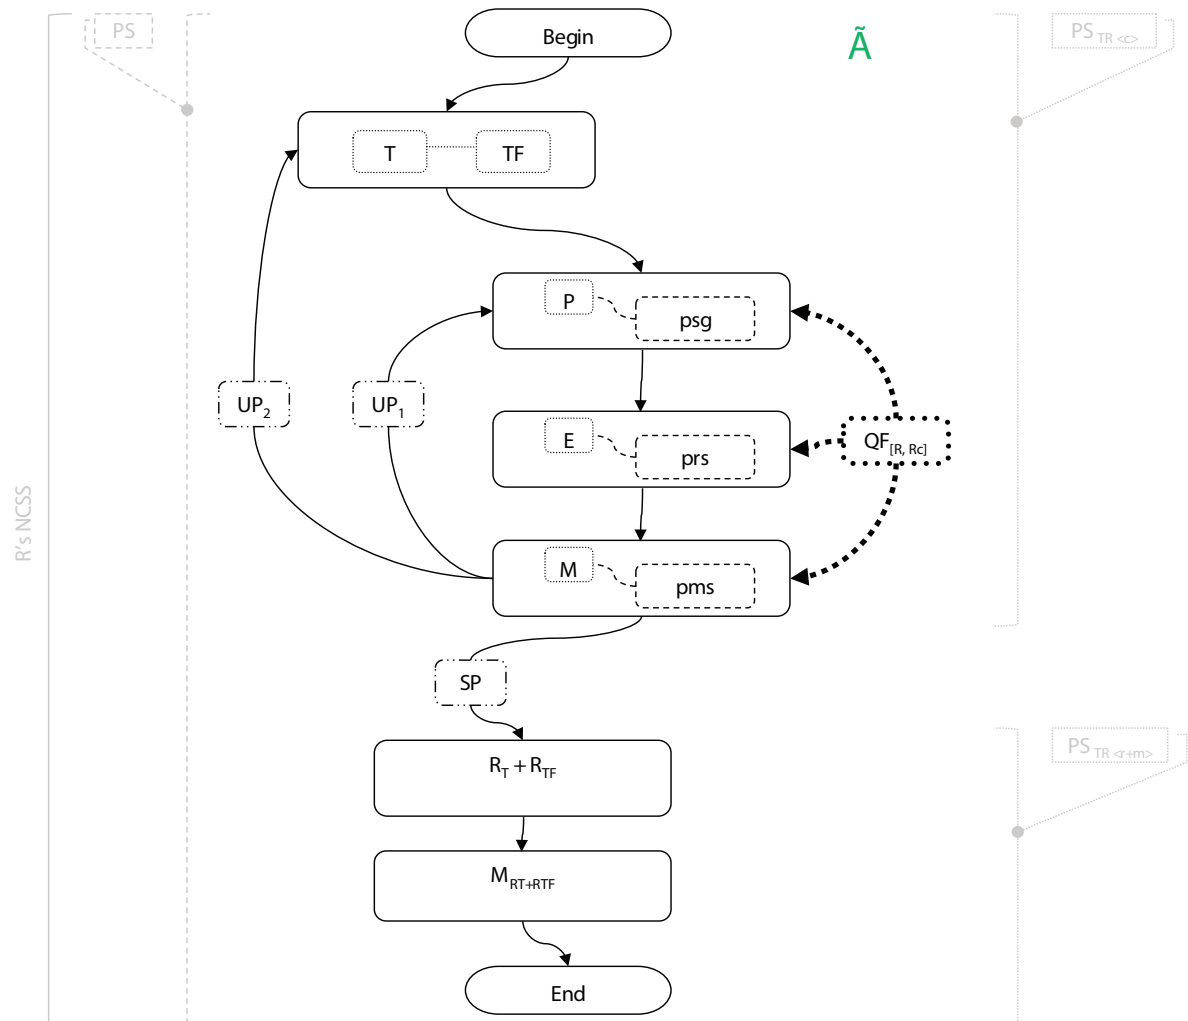 PS
Begin
Ã
PS TR <c>
T
TF
P
psg
UP2
UP1
E
prs
QF[R, Rc]
R's NCSS
M
pms
SP
RT + RTF
PS TR <r+m>
MRT+RTF
End